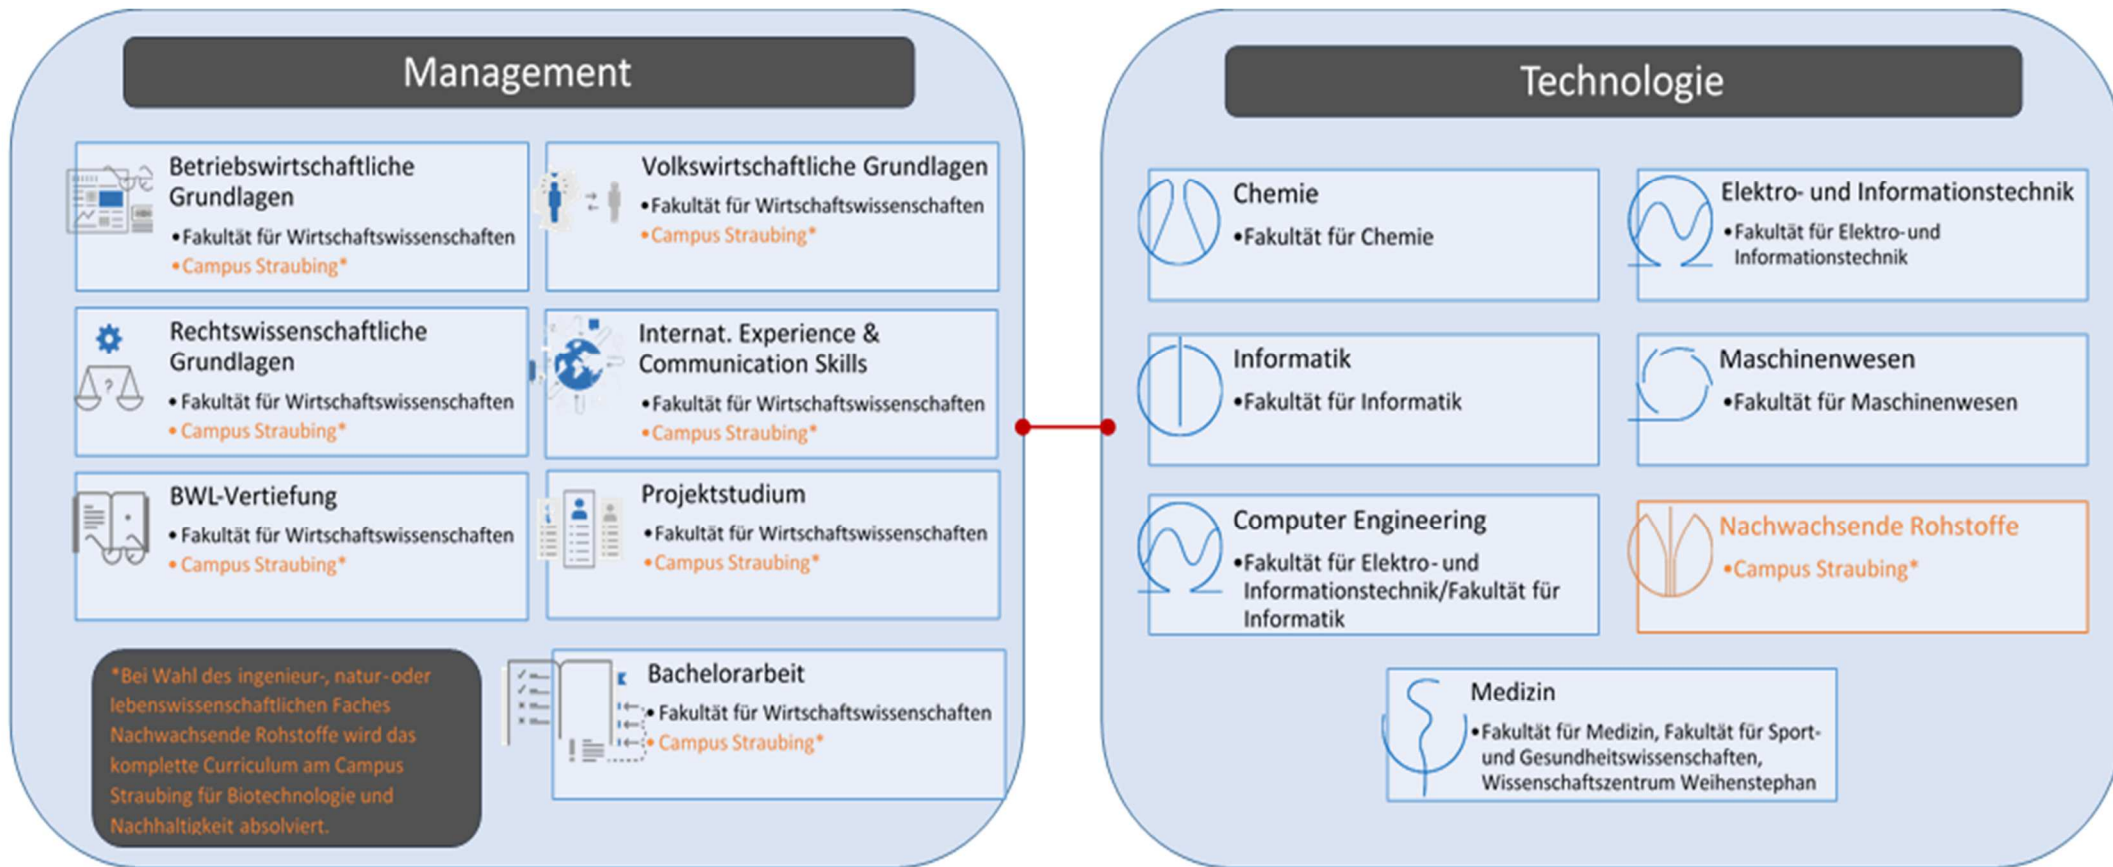 Management
Betriebswirtschaftliche
Grundlagen
•Fakultät für Wirtschaftswissenschaften
•Campus Straubing*
Volkswirtschaftliche Grundlagen
•Fakultät für Wirtschaftswissenschaften
•Campus Straubing*
Rechtswissenschaftliche
Grundlagen
•Fakultät für Wirtschaftswissenschaften
•Campus Straubing*
Internat. Experience &
Communication Skills
•Fakultät für Wirtschaftswissenschaften
•Campus Straubing*
BWL-Vertiefung
•Fakultät für Wirtschaftswissenschaften
•Campus Straubing*
Projektstudium
•Fakultät für Wirtschaftswissenschaften
•Campus Straubing*
*Bei Wahl des ingenieur-, natur-oder
lebenswissenschaftlichen Faches
Nachwachsende Rohstoffe wird das
komplette Curriculum am Campus
Straubing für Biotechnologie und
Nachhaltigkeit absolviert.
Bachelorarbeit
•Fakultät für Wirtschaftswissenschaften
•Campus Straubing*
Technologie
Chemie
•Fakultät für Chemie
Elektro- und Informationstechnik
•Fakultät für Elektro-und
Informationstechnik
Informatik
•Fakultät für Informatik
Maschinenwesen
•Fakultät für Maschinenwesen
Computer Engineering
•Fakultät für Elektro- und
Informationstechnik/Fakultät für
Informatik
Nachwachsende Rohstoffe
•Campus Straubing*
Medizin
•Fakultät für Medizin, Fakultät für Sport-
und Gesundheitswissenschaften,
Wissenschaftszentrum Weihenstephan